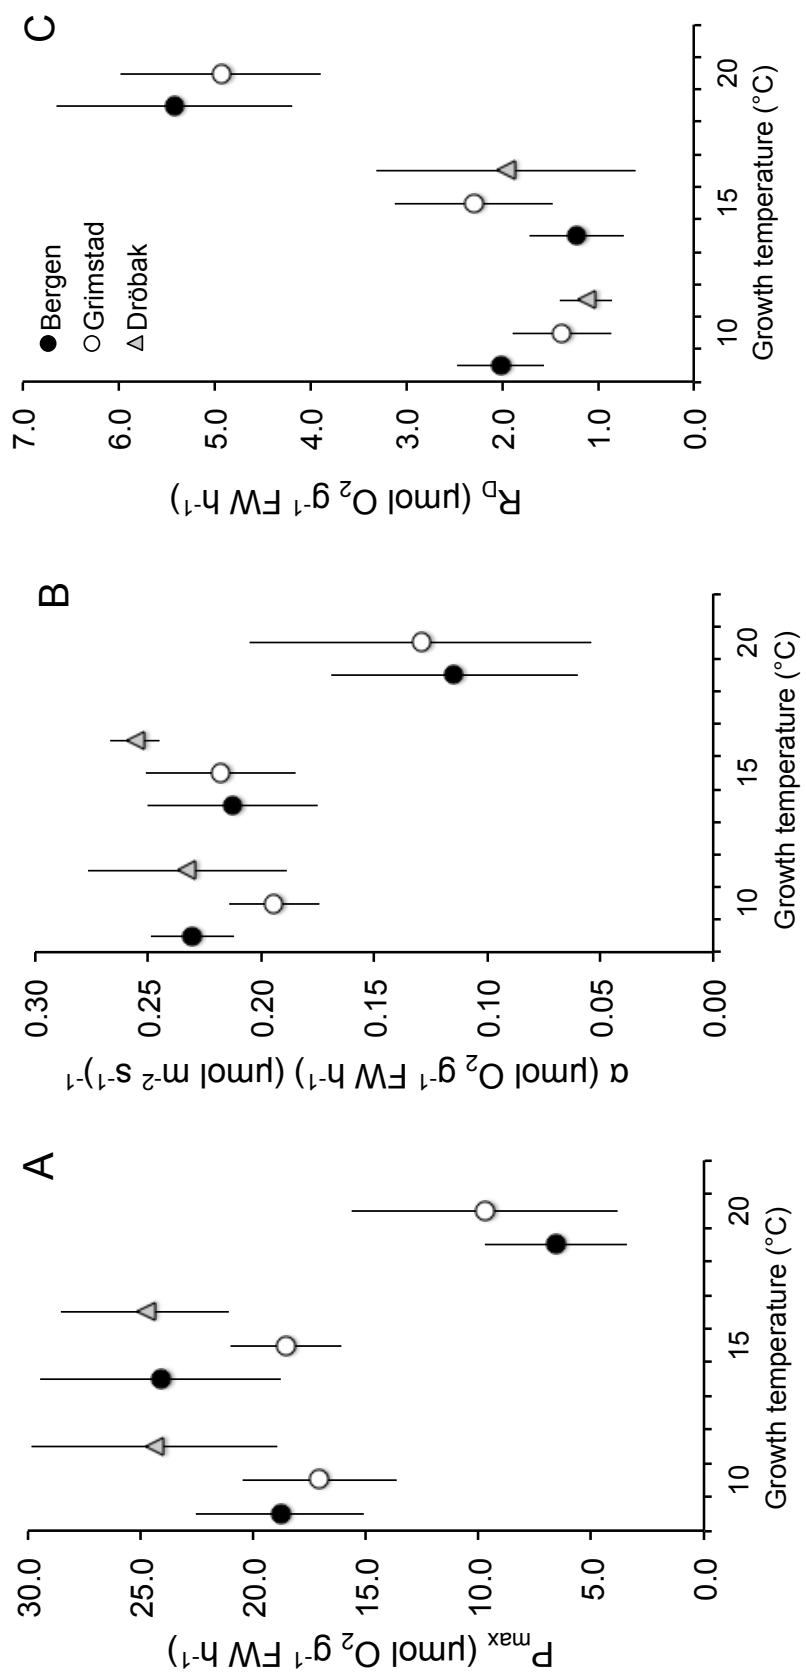 A
30.0
25.0
20.0
15.0
10.0
5.0
0.0
Pmax (µmol O2 g-1 FW h-1)
10 15 20
Growth temperature (°C)
B
0.30
0.25
0.20
0.15
0.10
0.05
0.00
α (µmol O2 g-1 FW h-1) (µmol m-2 s-1)-1
10 15 20
Growth temperature (°C)
C
7.0
6.0
5.0
4.0
3.0
2.0
1.0
0.0
RD (µmol O2 g-1 FW h-1)
Bergen
Grimstad
Dröbak
10 15 20
Growth temperature (°C)